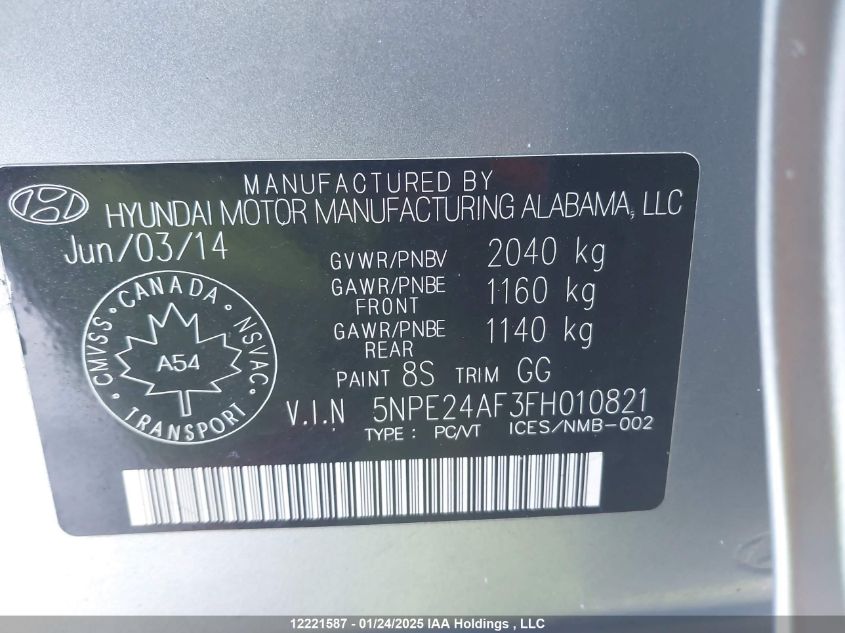 MANUFACTURED BY
HYUNDAI MOTOR MANUFACTURING ALABAMA, LLC
Jun/03/14
GVWR/PNBV 2040 kg
GAWR/PNBE FRONT 1160 kg
GAWR/PNBE REAR 1140 kg
PAINT 8S TRIM GG
V.I.N 5NPE24AF3FH010821
TYPE : PC/VT ICES/NMB-002
CANADA
CMVSS NSVAC
A54
TRANSPORT
12221587 - 01/24/2025 IAA Holdings , LLC